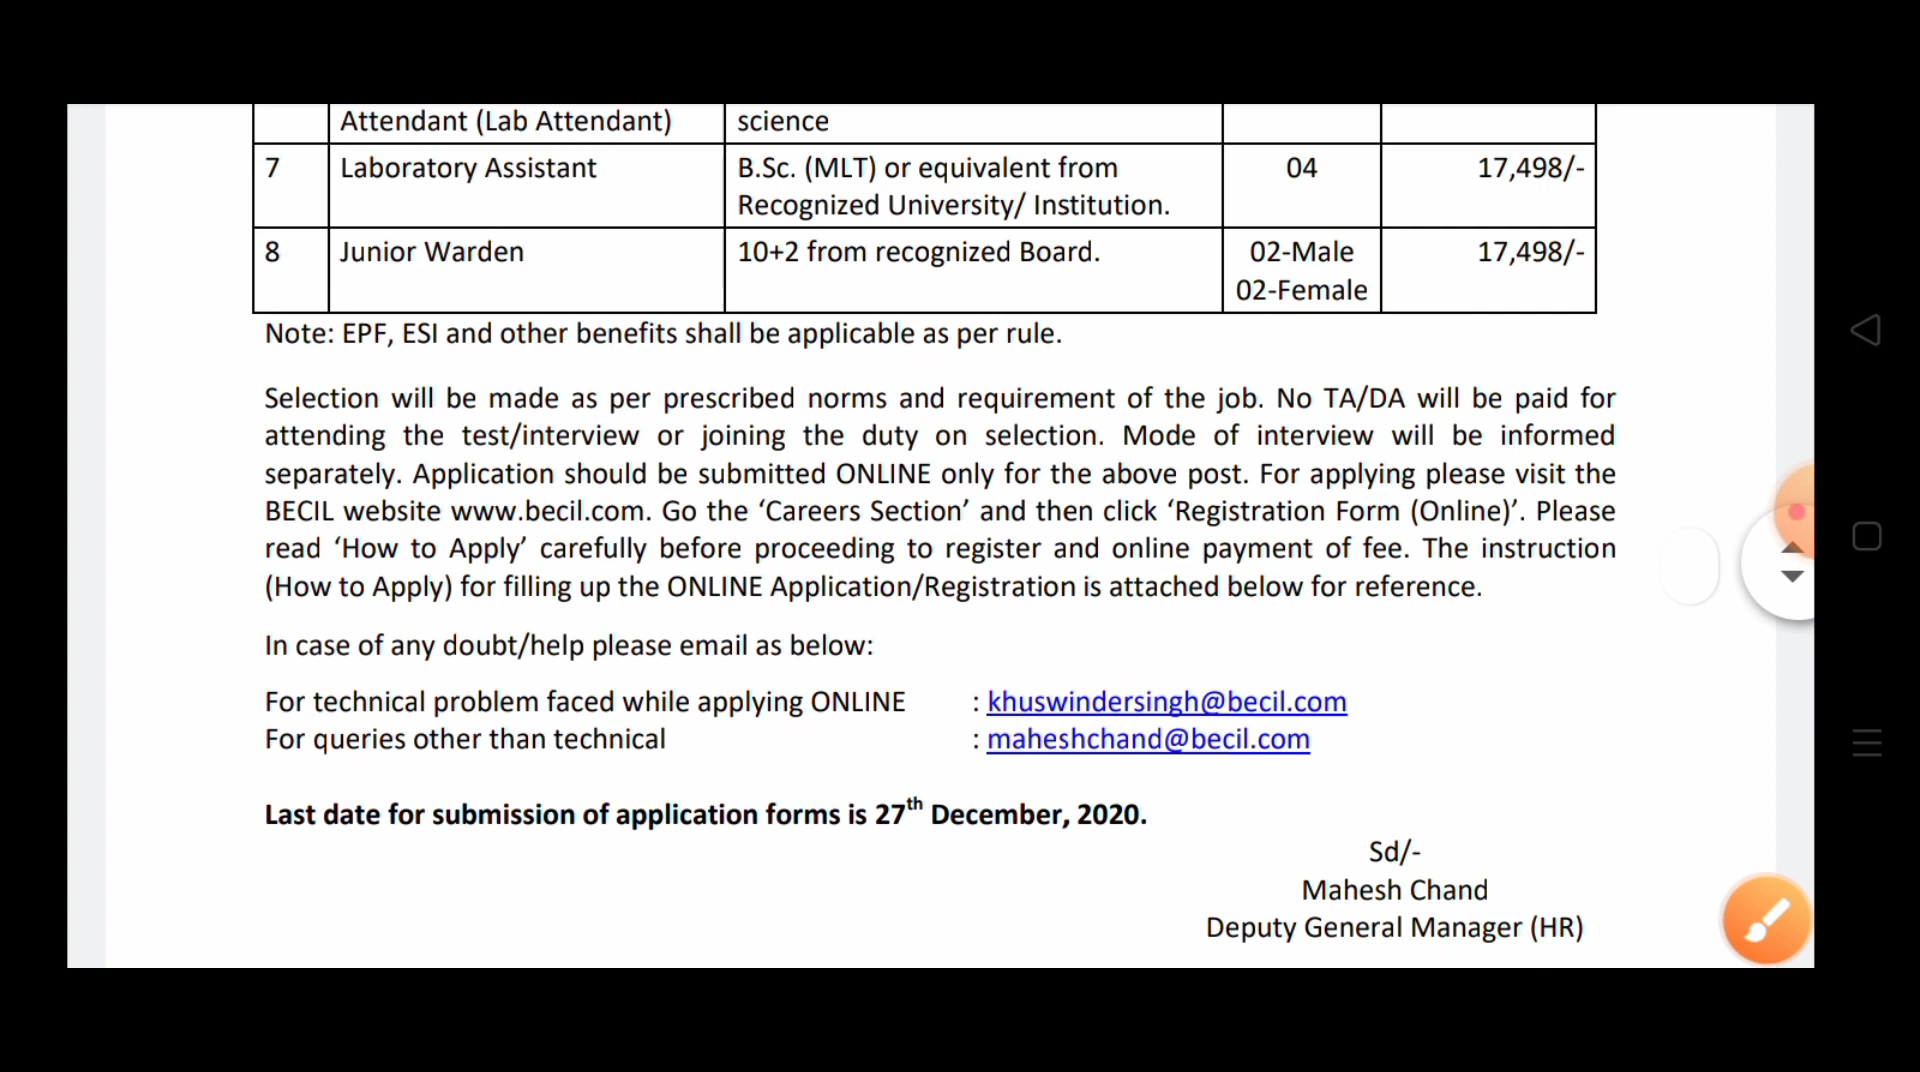 Attendant (Lab Attendant) science
7 Laboratory Assistant B.Sc. (MLT) or equivalent from 04 17,498/-
Recognized University/ Institution.
8 Junior Warden 10+2 from recognized Board. 02-Male 17,498/-
02-Female
Note: EPF, ESI and other benefits shall be applicable as per rule.
Selection will be made as per prescribed norms and requirement of the job. No TA/DA will be paid for
attending the test/interview or joining the duty on selection. Mode of interview will be informed
separately. Application should be submitted ONLINE only for the above post. For applying please visit the
BECIL website www.becil.com. Go the ‘Careers Section’ and then click ‘Registration Form (Online)’. Please
read ‘How to Apply’ carefully before proceeding to register and online payment of fee. The instruction
(How to Apply) for filling up the ONLINE Application/Registration is attached below for reference.
In case of any doubt/help please email as below:
For technical problem faced while applying ONLINE : khuswindersingh@becil.com
For queries other than technical : maheshchand@becil.com
Last date for submission of application forms is 27th December, 2020.
Sd/-
Mahesh Chand
Deputy General Manager (HR)